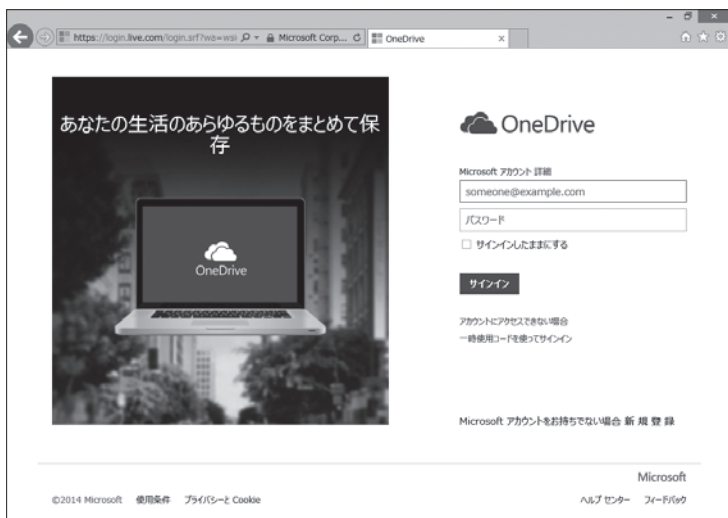 https://login.live.com/login.srf?wa=wsi
Microsoft Corp...
OneDrive
あなたの生活のあらゆるものをまとめて保
存
OneDrive
OneDrive
Microsoft アカウント 詳細
someone@example.com
パスワード
サインインしたままにする
サインイン
アカウントにアクセスできない場合
一時使用コードを使ってサインイン
Microsoft アカウントをお持ちでない場合 新 規 登 録
Microsoft
©2014 Microsoft 使用条件 プライバシーと Cookie
ヘルプ センター フィードバック